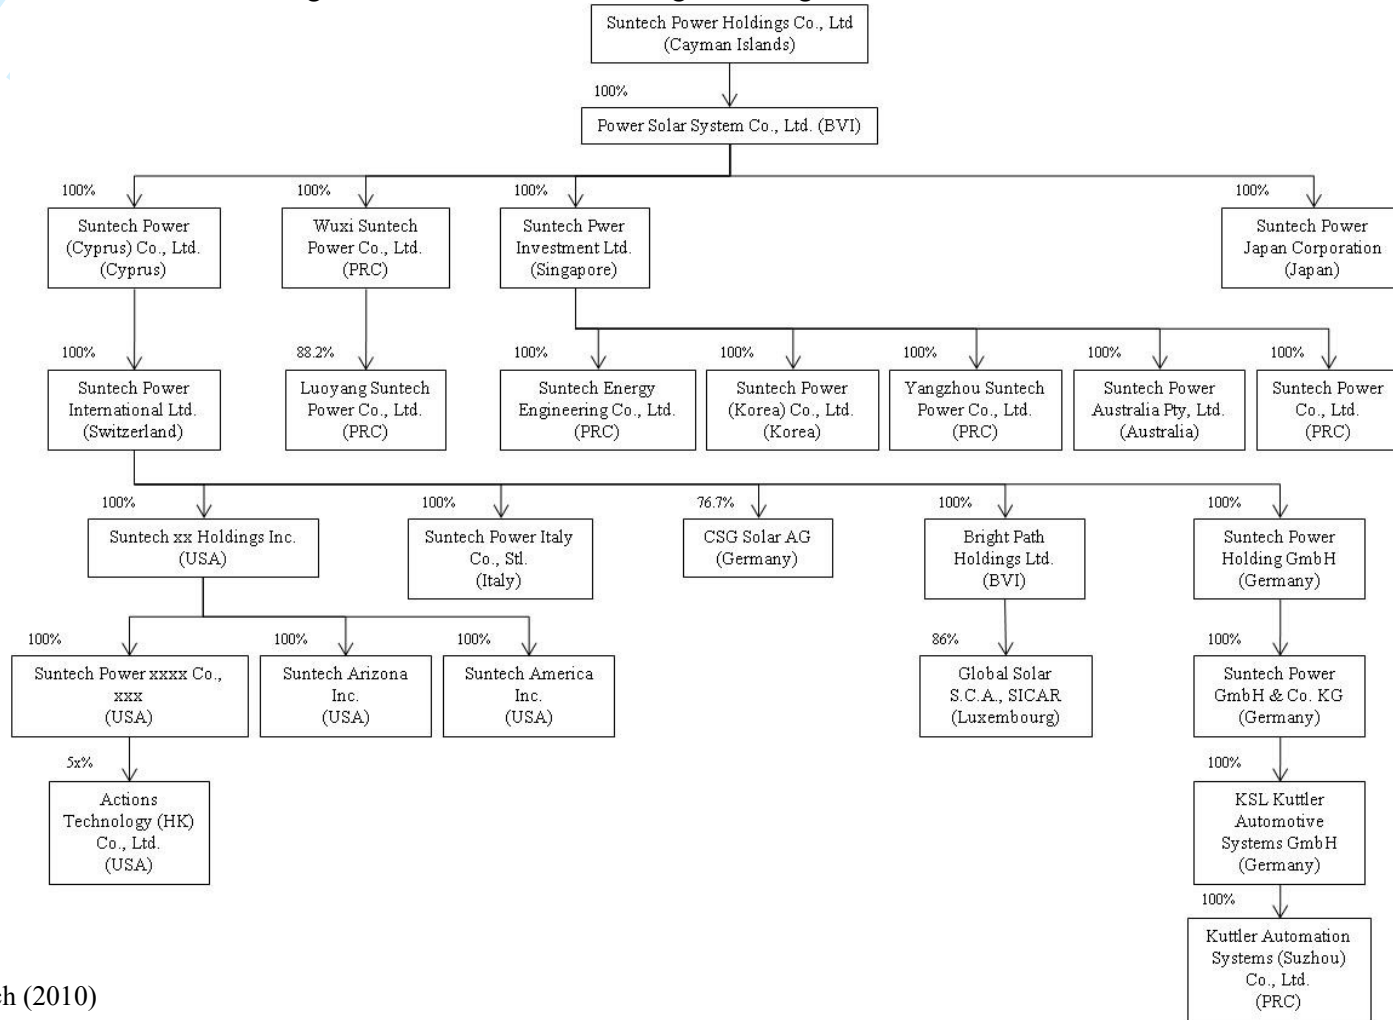 Suntech Power Holdings Co., Ltd
(Cayman Islands)
100%
Power Solar System Co., Ltd. (BVI)
100%
100%
100%
100%
Suntech Power
(Cyprus) Co., Ltd.
(Cyprus)
Wuxi Suntech
Power Co., Ltd.
(PRC)
Suntech Pwer
Investment Ltd.
(Singapore)
Suntech Power
Japan Corporation
(Japan)
100%
88.2%
100%
100%
100%
100%
100%
Suntech Power
International Ltd.
(Switzerland)
Luoyang Suntech
Power Co., Ltd.
(PRC)
Suntech Energy
Engineering Co., Ltd.
(PRC)
Suntech Power
(Korea) Co., Ltd.
(Korea)
Yangzhou Suntech
Power Co., Ltd.
(PRC)
Suntech Power
Australia Pty, Ltd.
(Australia)
Suntech Power
Co., Ltd.
(PRC)
100%
100%
76.7%
100%
100%
Suntech xx Holdings Inc.
(USA)
Suntech Power Italy
Co., Stl.
(Italy)
CSG Solar AG
(Germany)
Bright Path
Holdings Ltd.
(BVI)
Suntech Power
Holding GmbH
(Germany)
100%
100%
100%
86%
100%
Suntech Power xxxx Co.,
xxx
(USA)
Suntech Arizona
Inc.
(USA)
Suntech America
Inc.
(USA)
Global Solar
S.C.A., SICAR
(Luxembourg)
Suntech Power
GmbH & Co. KG
(Germany)
5x%
100%
Actions
Technology (HK)
Co., Ltd.
(USA)
KSL Kuttler
Automotive
Systems GmbH
(Germany)
100%
Kuttler Automation
Systems (Suzhou)
Co., Ltd.
(PRC)
(2010)